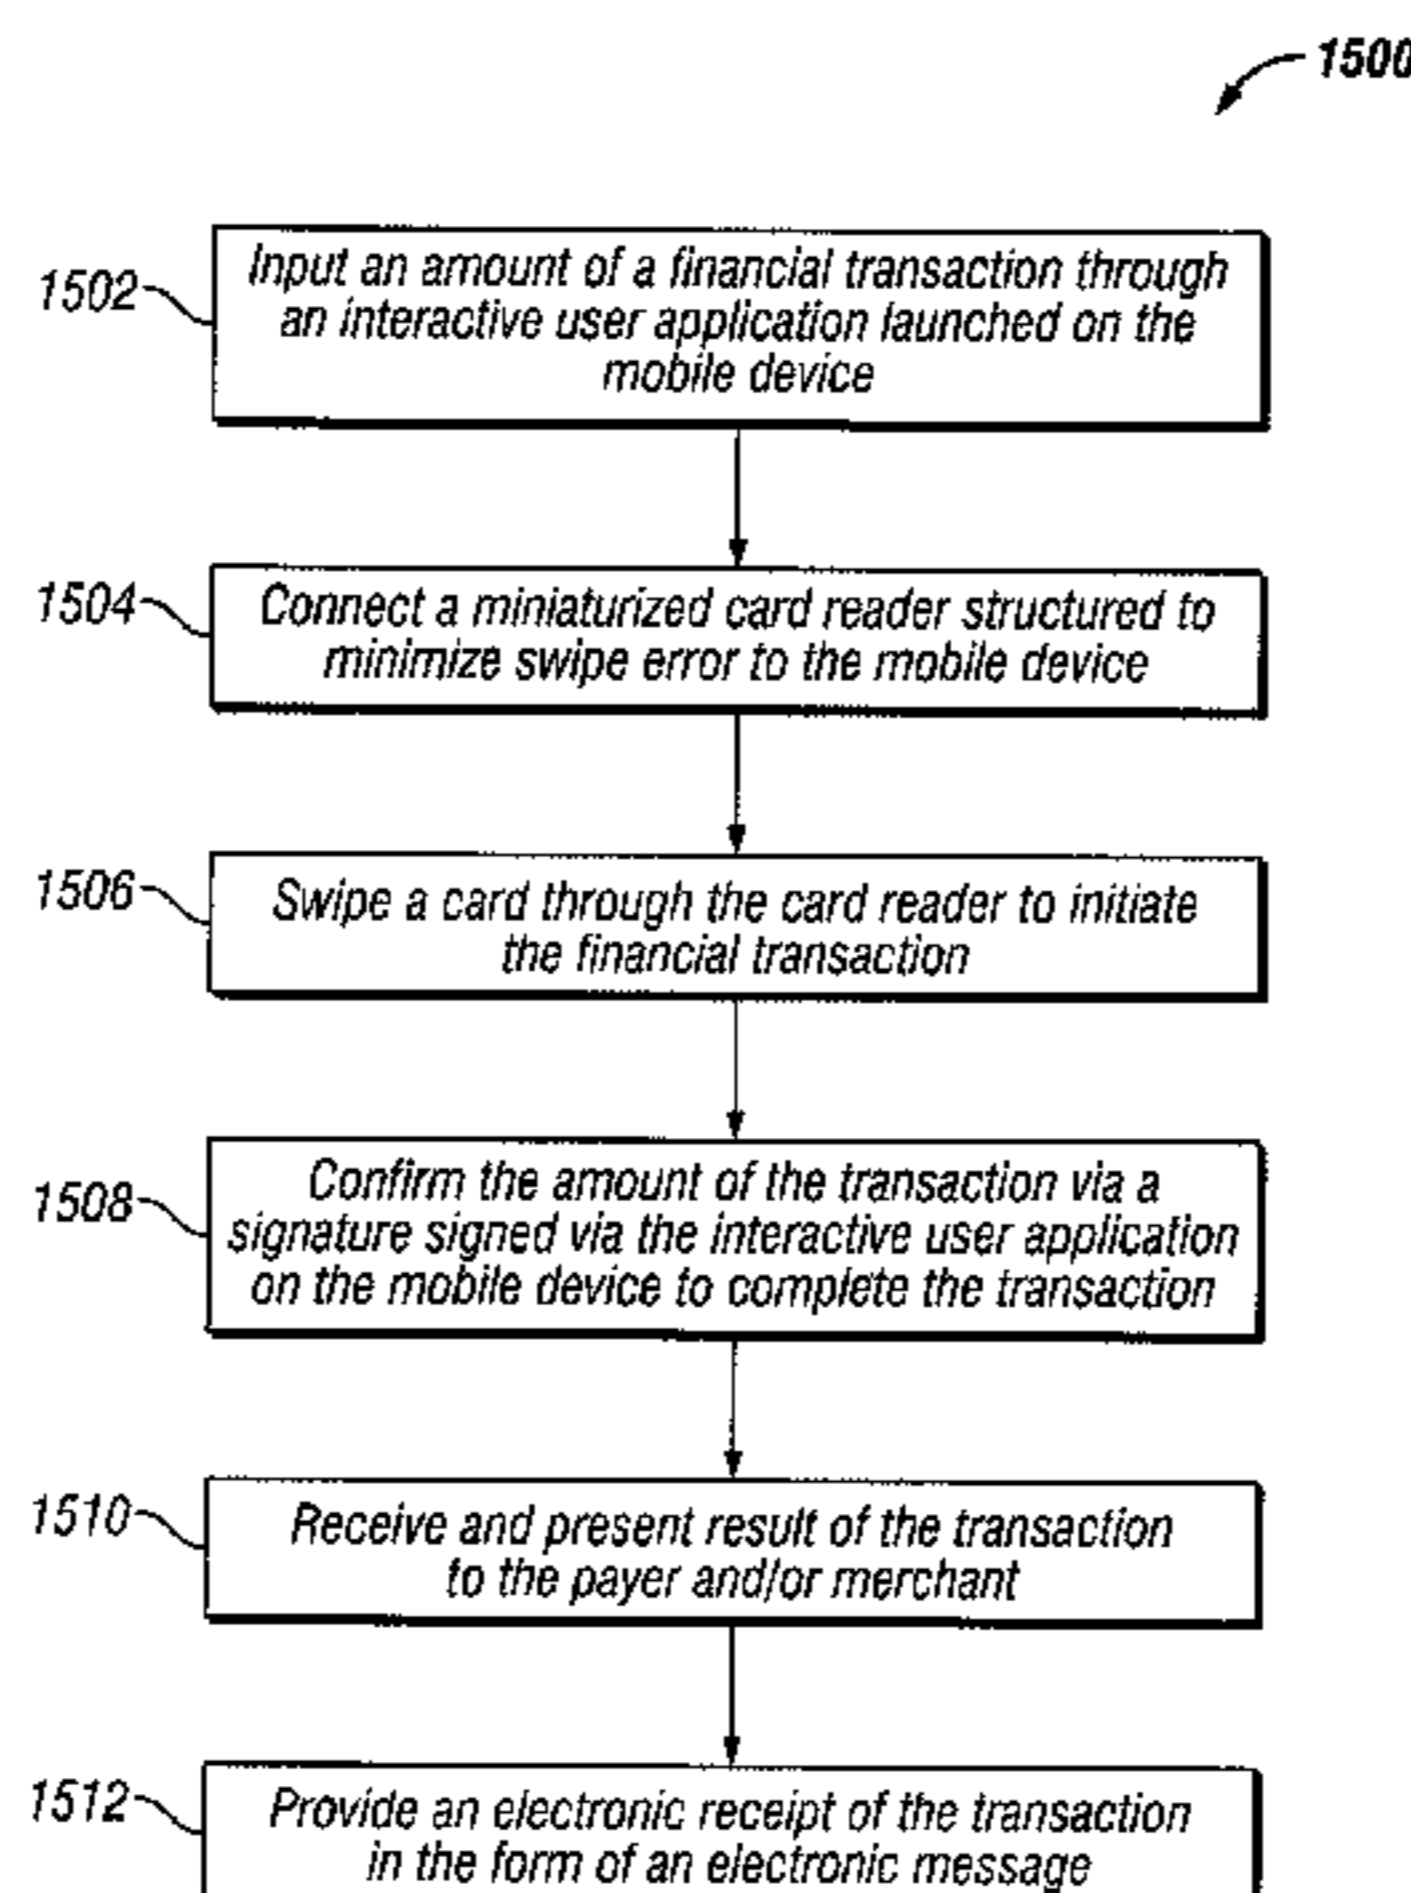 1500
1502
Input an amount of a financial transaction through
an interactive user application launched on the
mobile device
1504
Connect a miniaturized card reader structured to
minimize swipe error to the mobile device
1506
Swipe a card through the card reader to initiate
the financial transaction
1508
Confirm the amount of the transaction via a
signature signed via the interactive user application
on the mobile device to complete the transaction
1510
Receive and present result of the transaction
to the payer and/or merchant
1512
Provide an electronic receipt of the transaction
in the form of an electronic message